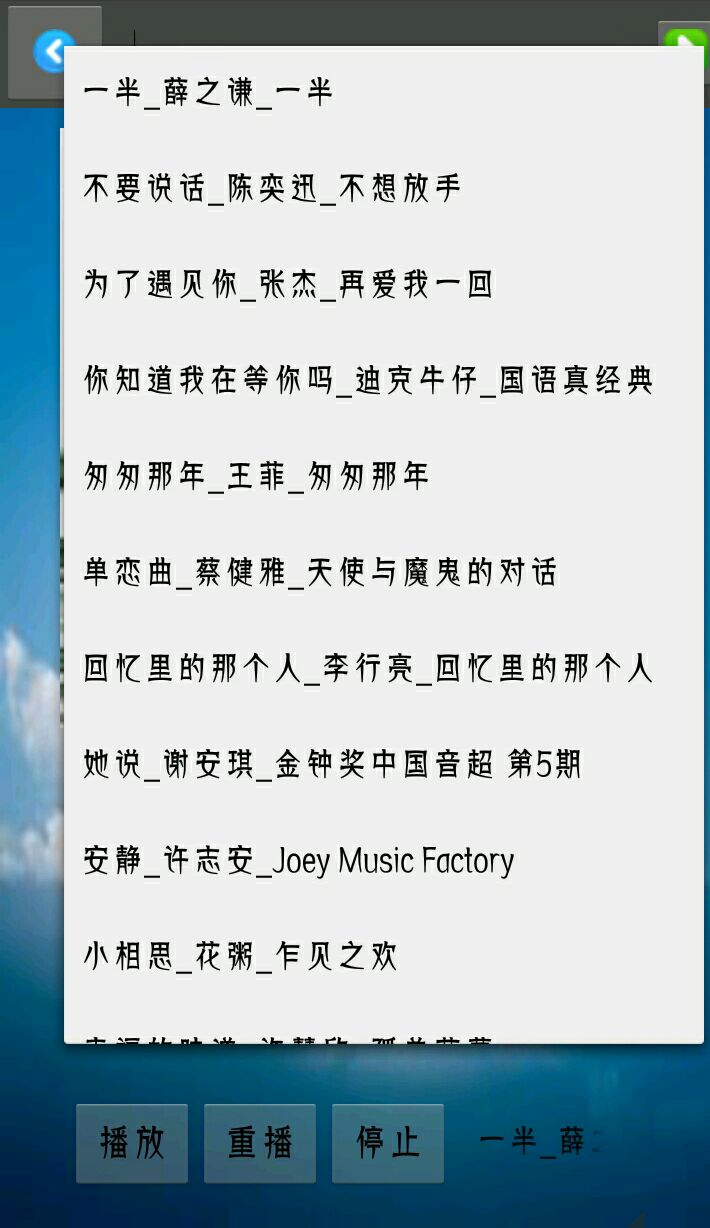 一半_薛之谦_一半
不要说话_陈奕迅_不想放手
为了遇见你_张杰_再爱我一回
你知道我在等你吗_迪克牛仔_国语真经典
匆匆那年_王菲_匆匆那年
单恋曲_蔡健雅_天使与魔鬼的对话
回忆里的那个人_李行亮_回忆里的那个人
她说_谢安琪_金钟奖中国音超 第5期
安静_许志安_Joey Music Factory
小相思_花粥_乍见之欢
播放 重播 停止 一半_薛